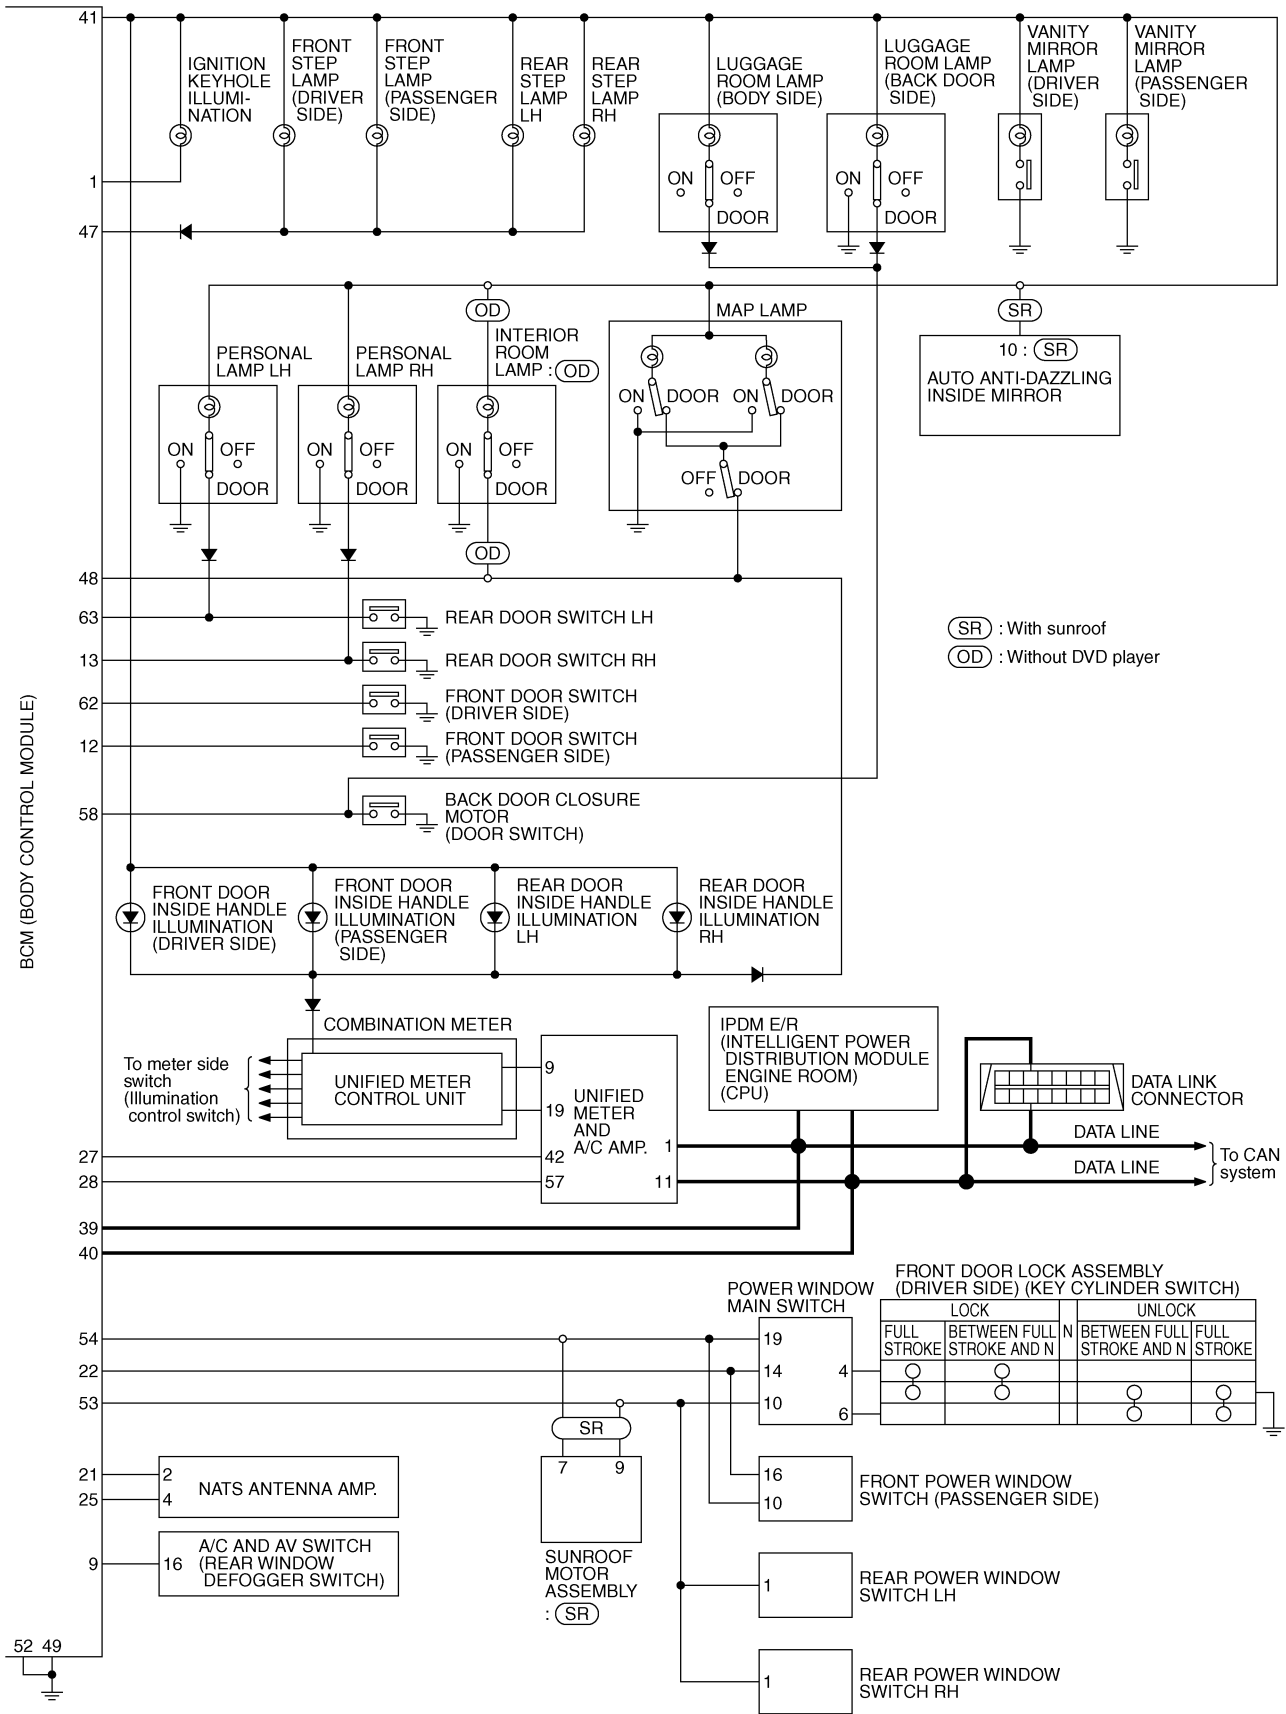 41
IGNITION
KEYHOLE
ILLUMI-
NATION
FRONT
STEP
LAMP
(DRIVER
SIDE)
FRONT
STEP
LAMP
(PASSENGER
SIDE)
REAR
STEP
LAMP
LH
REAR
STEP
LAMP
RH
LUGGAGE
ROOM LAMP
(BODY SIDE)
LUGGAGE
ROOM LAMP
(BACK DOOR
SIDE)
VANITY
MIRROR
LAMP
(DRIVER
SIDE)
VANITY
MIRROR
LAMP
(PASSENGER
SIDE)
1
ON OFF
DOOR
ON OFF
DOOR
47
OD
MAP LAMP
SR
PERSONAL
LAMP LH
PERSONAL
LAMP RH
INTERIOR
ROOM
LAMP : OD
10 : SR
AUTO ANTI-DAZZLING
INSIDE MIRROR
ON DOOR
ON DOOR
OFF DOOR
ON OFF
DOOR
ON OFF
DOOR
ON OFF
DOOR
OD
48
63
REAR DOOR SWITCH LH
13
REAR DOOR SWITCH RH
SR : With sunroof
OD : Without DVD player
62
FRONT DOOR SWITCH
(DRIVER SIDE)
12
FRONT DOOR SWITCH
(PASSENGER SIDE)
58
BACK DOOR CLOSURE
MOTOR
(DOOR SWITCH)
BCM (BODY CONTROL MODULE)
FRONT DOOR
INSIDE HANDLE
ILLUMINATION
(DRIVER SIDE)
FRONT DOOR
INSIDE HANDLE
ILLUMINATION
(PASSENGER
SIDE)
REAR DOOR
INSIDE HANDLE
ILLUMINATION
LH
REAR DOOR
INSIDE HANDLE
ILLUMINATION
RH
COMBINATION METER
To meter side
switch
(Illumination
control switch)
UNIFIED METER
CONTROL UNIT
9
19
42
57
UNIFIED
METER
AND
A/C AMP.
1
11
IPDM E/R
(INTELLIGENT POWER
DISTRIBUTION MODULE
ENGINE ROOM)
(CPU)
DATA LINK
CONNECTOR
DATA LINE
DATA LINE
To CAN
system
27
28
39
40
POWER WINDOW
MAIN SWITCH
FRONT DOOR LOCK ASSEMBLY
(DRIVER SIDE) (KEY CYLINDER SWITCH)
LOCK N UNLOCK
FULL
STROKE
BETWEEN FULL
STROKE AND N
BETWEEN FULL
STROKE AND N
FULL
STROKE
54
19
22
14
4
53
10
6
SR
7 9
SUNROOF
MOTOR
ASSEMBLY
: SR
21
2
25
4
NATS ANTENNA AMP.
16
10
FRONT POWER WINDOW
SWITCH (PASSENGER SIDE)
9
16
A/C AND AV SWITCH
(REAR WINDOW
DEFOGGER SWITCH)
1
REAR POWER WINDOW
SWITCH LH
52 49
1
REAR POWER WINDOW
SWITCH RH